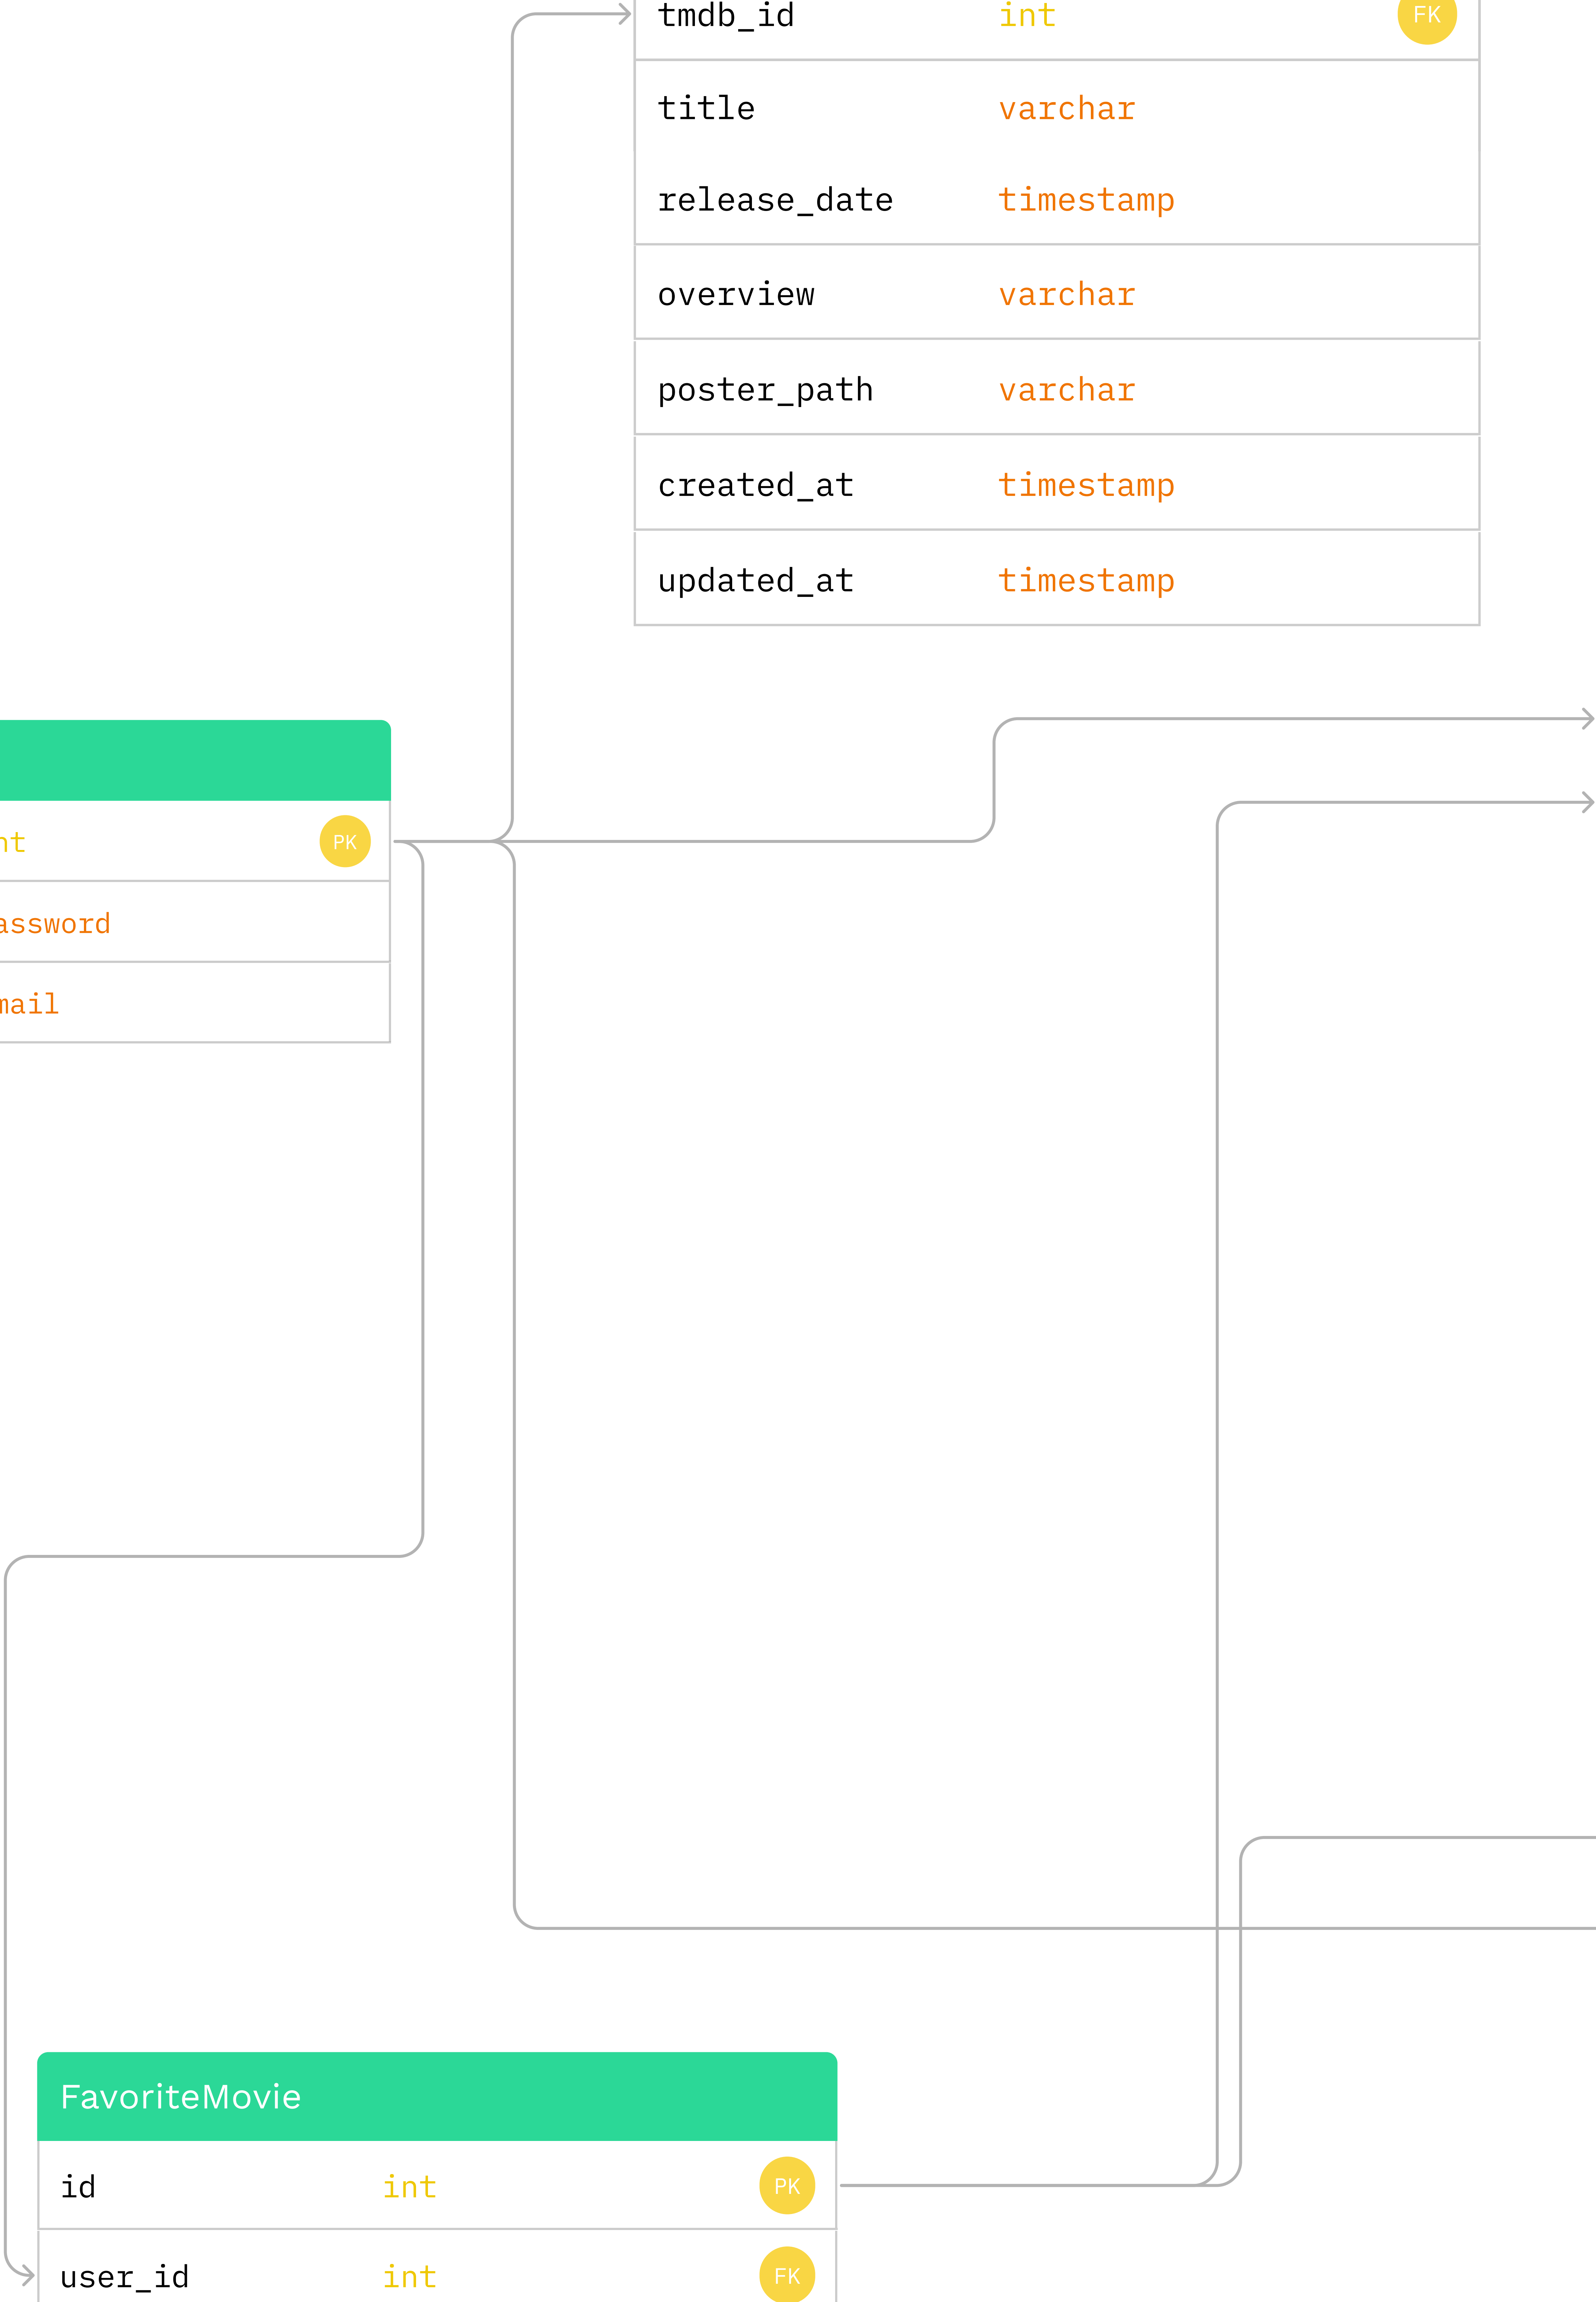 tmdb_id int FK
title varchar
release_date timestamp
overview varchar
poster_path varchar
created_at timestamp
updated_at timestamp
nt PK
assword
mail
FavoriteMovie
id int PK
user_id int FK